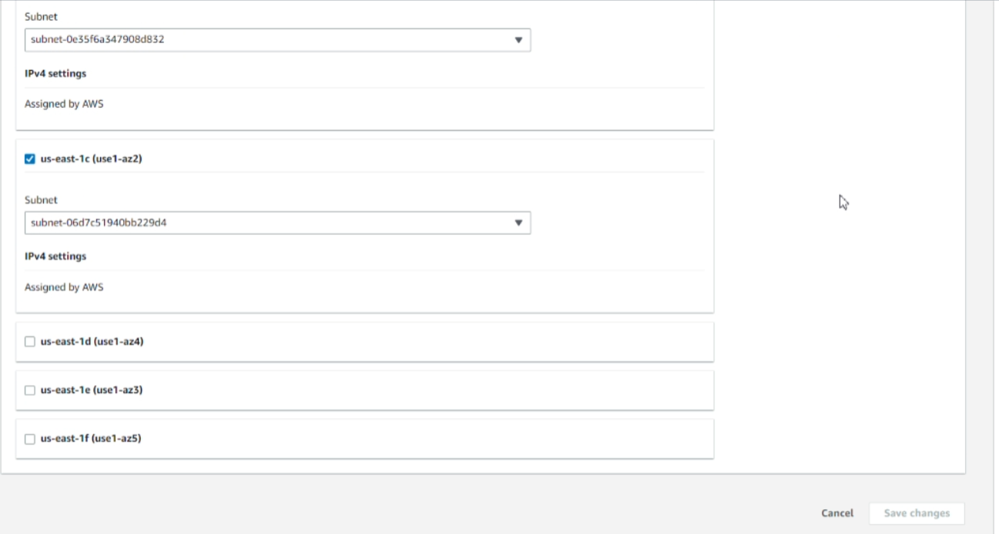 Subnet
subnet-0e35f6a347908d832
IPv4 settings
Assigned by AWS
us-east-1c (use1-az2)
Subnet
subnet-06d7c51940bb229d4
IPv4 settings
Assigned by AWS
us-east-1d (use1-az4)
us-east-1e (use1-az3)
us-east-1f (use1-az5)
Cancel Save changes